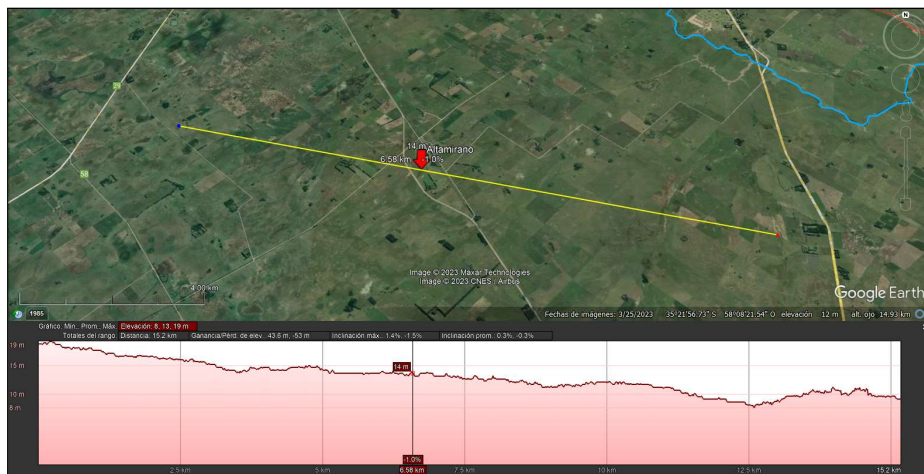 N
29
58
14 m
Altamirano
6.58 km -1.0%
Image © 2023 Maxar Technologies
Image © 2023 CNES / Airbus
4.00 km
Google Earth
1985
Fechas de imágenes: 3/25/2023 35°21'56.73" S 58°08'21.54" O elevación 12 m alt. ojo 14.93 km
Gráfico: Mín., Prom., Máx. Elevación: 8, 13, 19 m
Totales del rango: Distancia: 15.2 km Ganancia/Pérd. de elev.: 43.6 m, -53 m Inclinación máx.: 1.4%, -1.5% Inclinación prom.: 0.3%, -0.3%
19 m
15 m
10 m
8 m
14 m
-1.0%
2.5 km 5 km 6.58 km 7.5 km 10 km 12.5 km 15.2 km